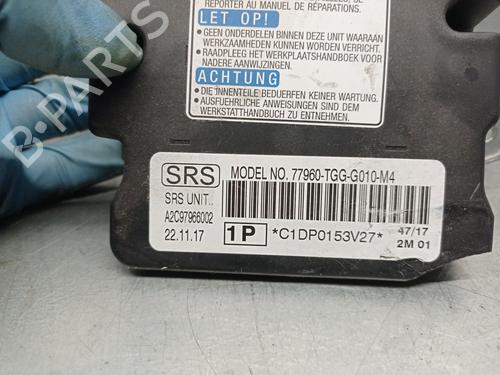 REPORTER AU MANUEL DE RÉPARATIONS.
LET OP!
• GEEN ONDERDELEN BINNEN DEZE UNIT WAARAAN
WERKZAAMHEDEN KUNNEN WORDEN VERRICHT.
• RAADPLEEG HET WERKPLAATSHANDBOEK VOOR
NADERE AANWIJZINGEN.
ACHTUNG
• DIE INNENTEILE BEDUERFEN KEINER WARTUNG.
• AUSFUEHRLICHE ANWEISUNGEN SIND DEM
WERKSTATTHANDBUCH ZU ENTNEHMEN.
B-PARTS
SRS
MODEL NO. 77960-TGG-G010-M4
SRS UNIT.
A2C97966002
22.11.17
1P
*C1DP0153V27*
47/17
2M 01